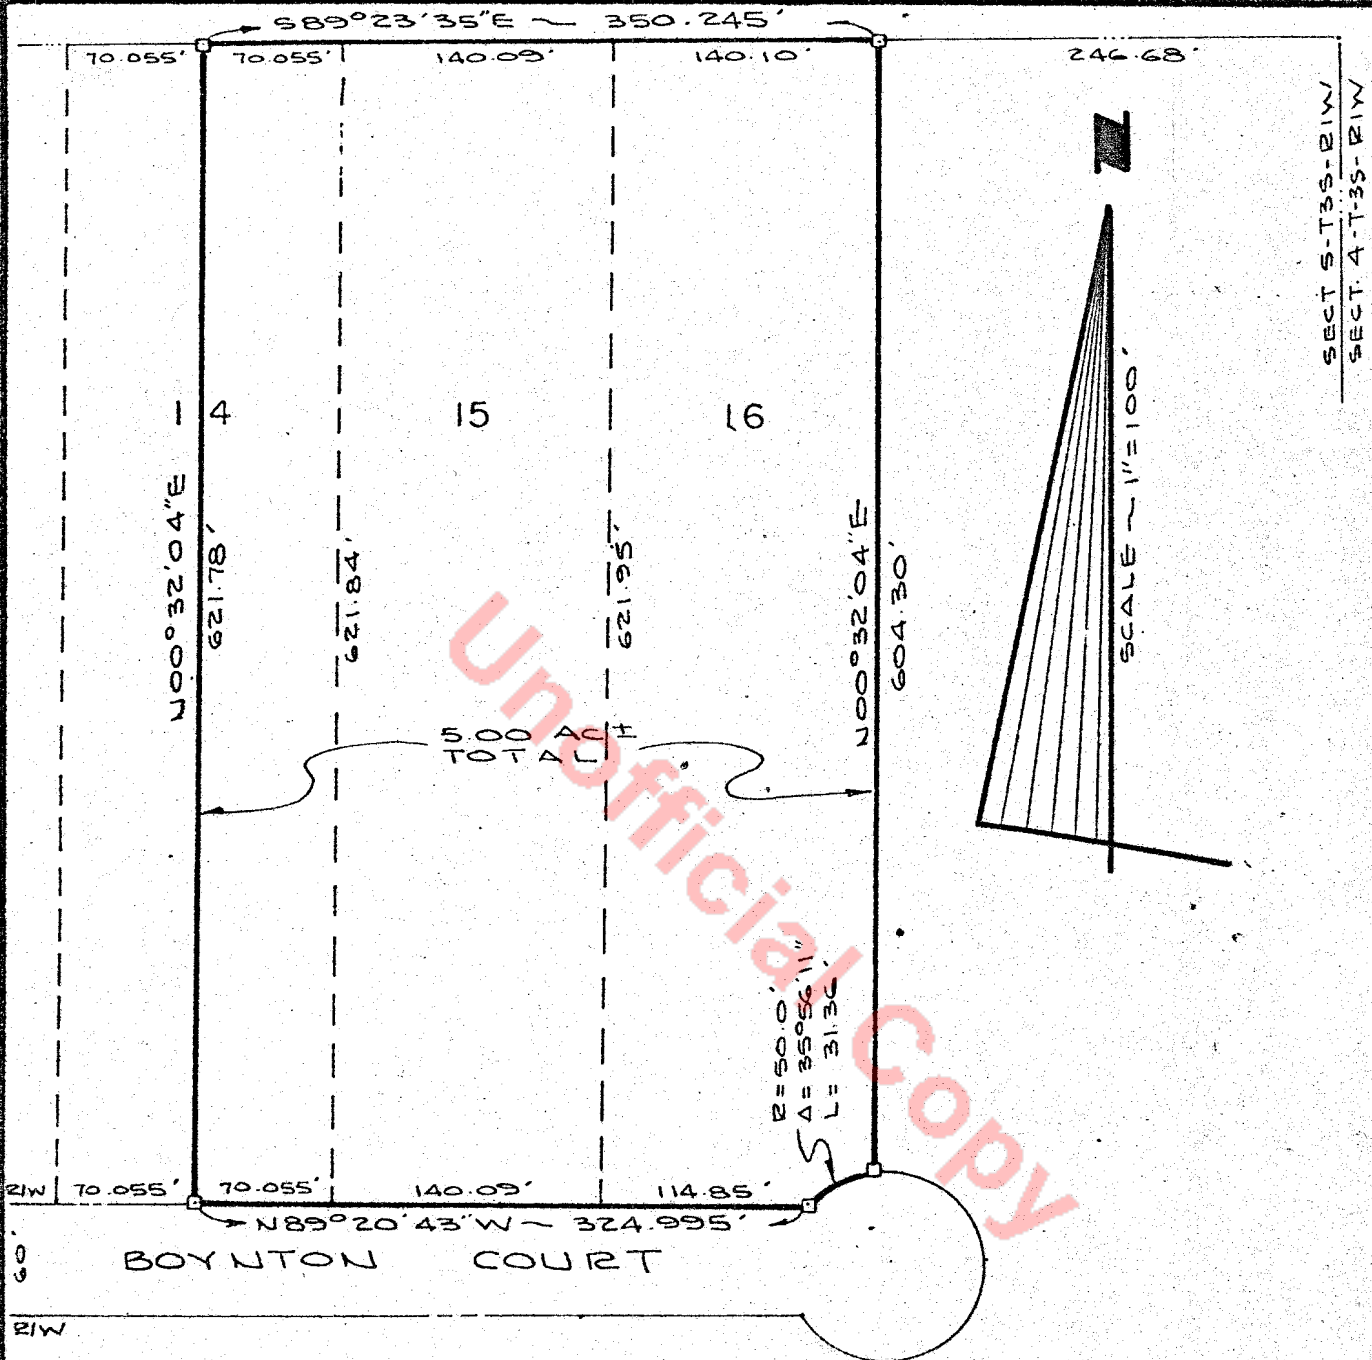 S89°23'35"E ~ 350.245'
70.055' 70.055' 140.09' 140.10' 246.68'
N
SECT 5-T3S-R1W
SECT. 4-T-3S-R1W
14 15 16
SCALE ~ 1"=100'
N00°32'04"E
621.78'
621.84'
621.95'
N00°32'04"E
604.30'
5.00 AC±
TOTAL
Unofficial Copy
R=50.0'
Δ=35°56'11"
L= 31.36'
R/W 70.055' 70.055' 140.09' 114.85'
N89°20'43"W ~ 324.995'
BOYNTON COURT
60'
R/W